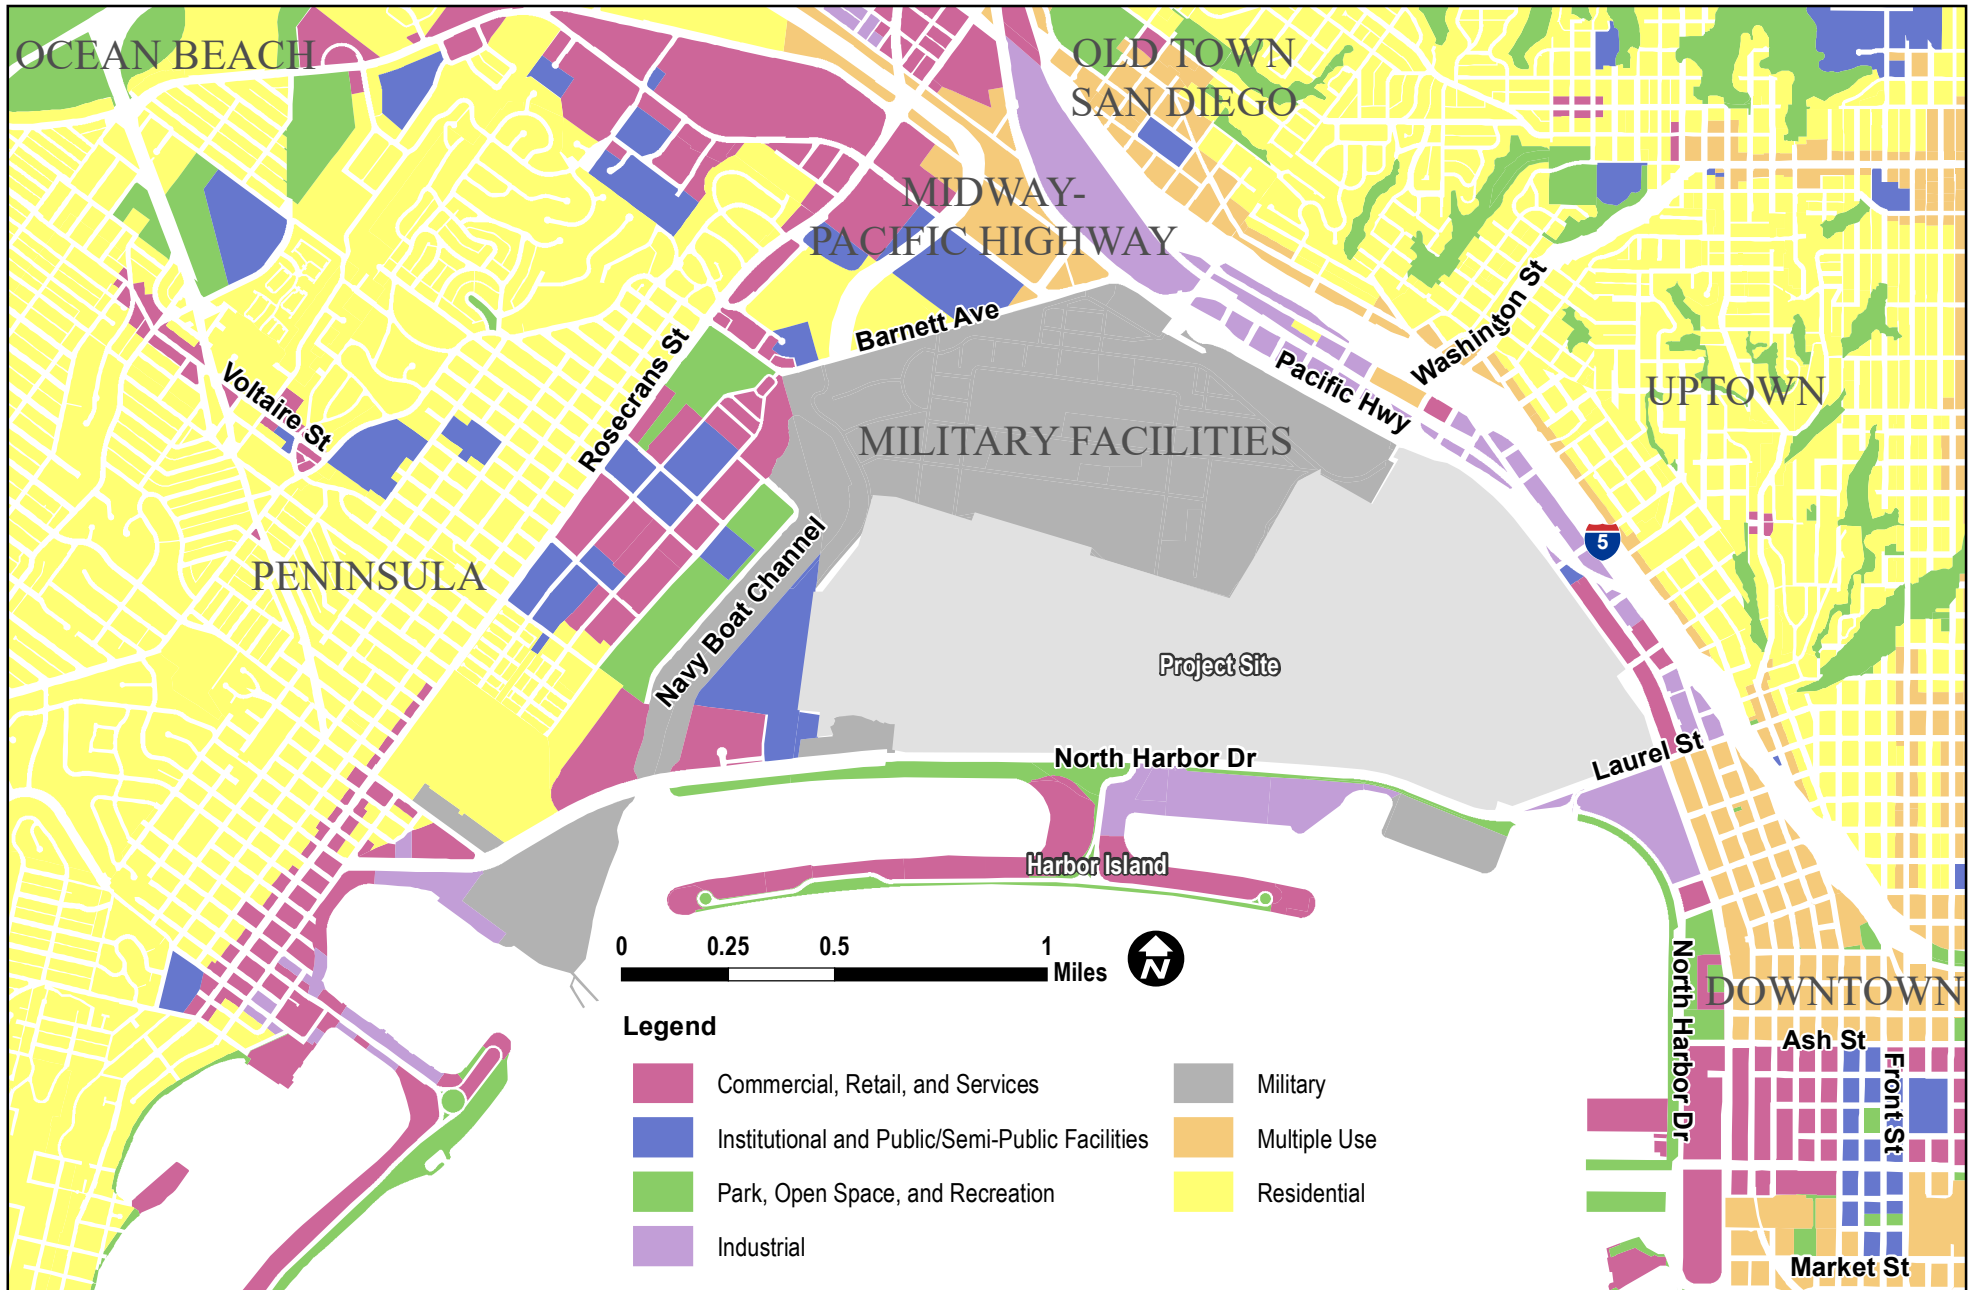 OCEAN BEACH
OLD TOWN
SAN DIEGO
MIDWAY-
PACIFIC HIGHWAY
Barnett Ave
Washington St
Pacific Hwy
UPTOWN
Rosecrans St
Voltaire St
MILITARY FACILITIES
5
PENINSULA
Navy Boat Channel
Project Site
North Harbor Dr
Laurel St
Harbor Island
0 0.25 0.5 1
Miles
N
North Harbor Dr
DOWNTOWN
Ash St
Front St
Market St
Legend
Commercial, Retail, and Services
Institutional and Public/Semi-Public Facilities
Park, Open Space, and Recreation
Industrial
Military
Multiple Use
Residential